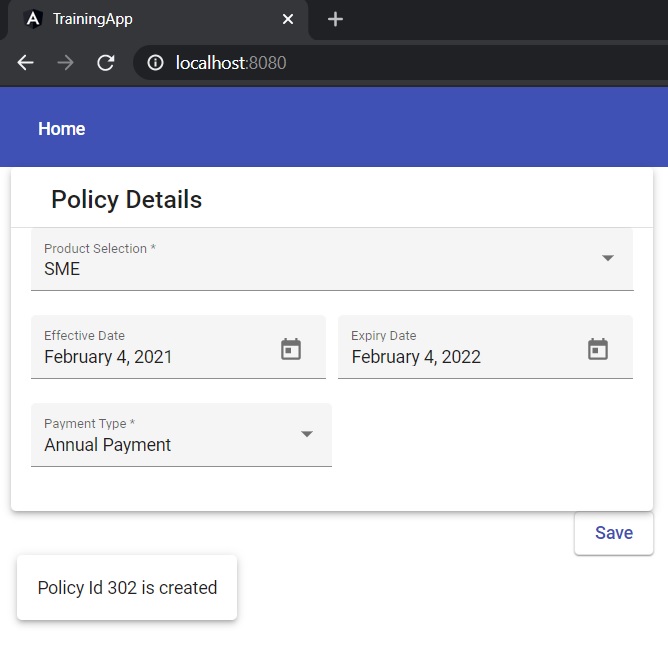 TrainingApp
localhost:8080
Home
Policy Details
Product Selection *
SME
Effective Date
February 4, 2021
Expiry Date
February 4, 2022
Payment Type *
Annual Payment
Save
Policy Id 302 is created